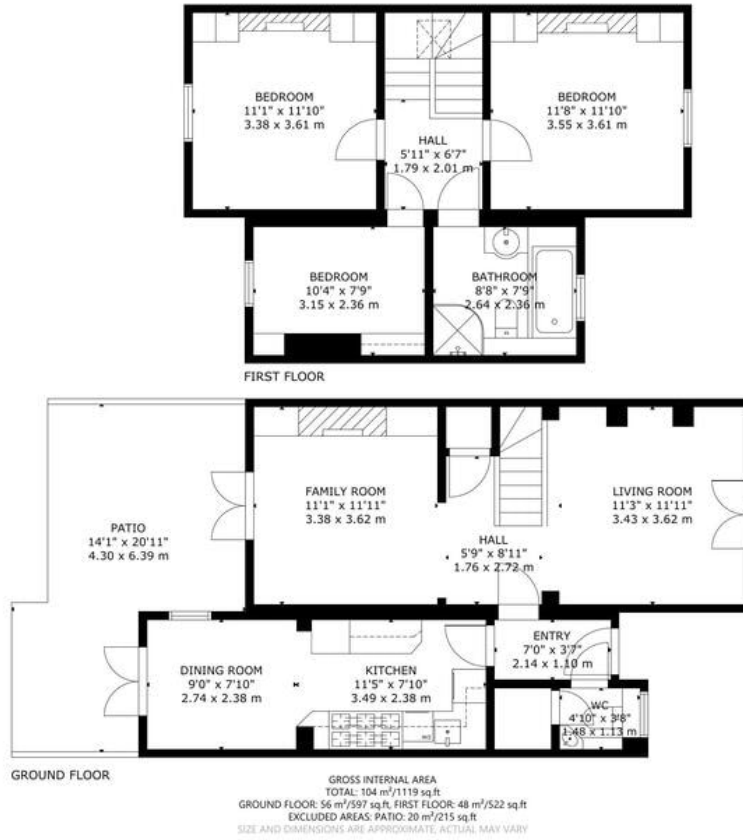 BEDROOM
11'1" x 11'10"
3.38 x 3.61 m
HALL
5'11" x 6'7"
1.79 x 2.01 m
BEDROOM
11'8" x 11'10"
3.55 x 3.61 m
BEDROOM
10'4" x 7'9"
3.15 x 2.36 m
BATHROOM
8'8" x 7'9"
2.64 x 2.36 m
FIRST FLOOR
PATIO
14'1" x 20'11"
4.30 x 6.39 m
FAMILY ROOM
11'1" x 11'11"
3.38 x 3.62 m
HALL
5'9" x 8'11"
1.76 x 2.72 m
LIVING ROOM
11'3" x 11'11"
3.43 x 3.62 m
DINING ROOM
9'0" x 7'10"
2.74 x 2.38 m
KITCHEN
11'5" x 7'10"
3.49 x 2.38 m
ENTRY
7'0" x 3'7"
2.14 x 1.10 m
WC
4'10" x 3'8"
1.48 x 1.13 m
GROUND FLOOR
GROSS INTERNAL AREA
TOTAL: 104 m²/1119 sq.ft
GROUND FLOOR: 56 m²/597 sq.ft, FIRST FLOOR: 48 m²/522 sq.ft
EXCLUDED AREAS: PATIO: 20 m²/215 sq.ft
SIZE AND DIMENSIONS ARE APPROXIMATE, ACTUAL MAY VARY